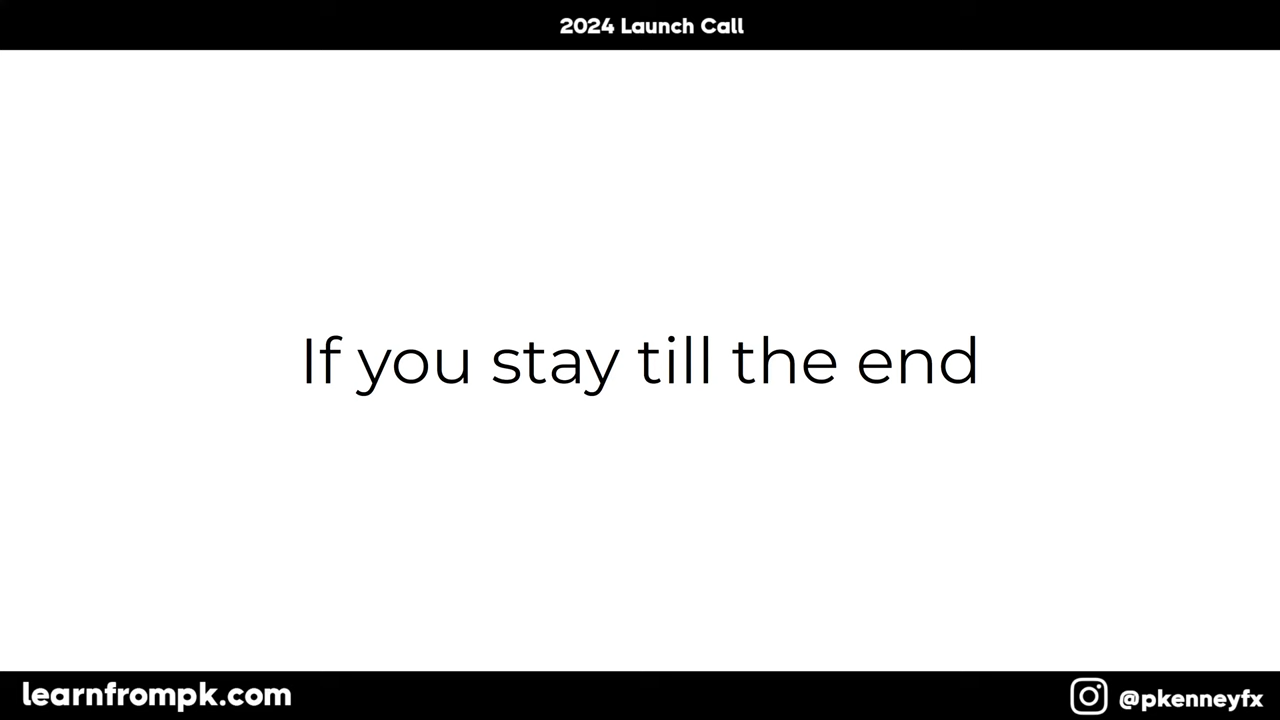 2024 Launch Call
If you stay till the end
learnfrompk.com
@pkenneyfx